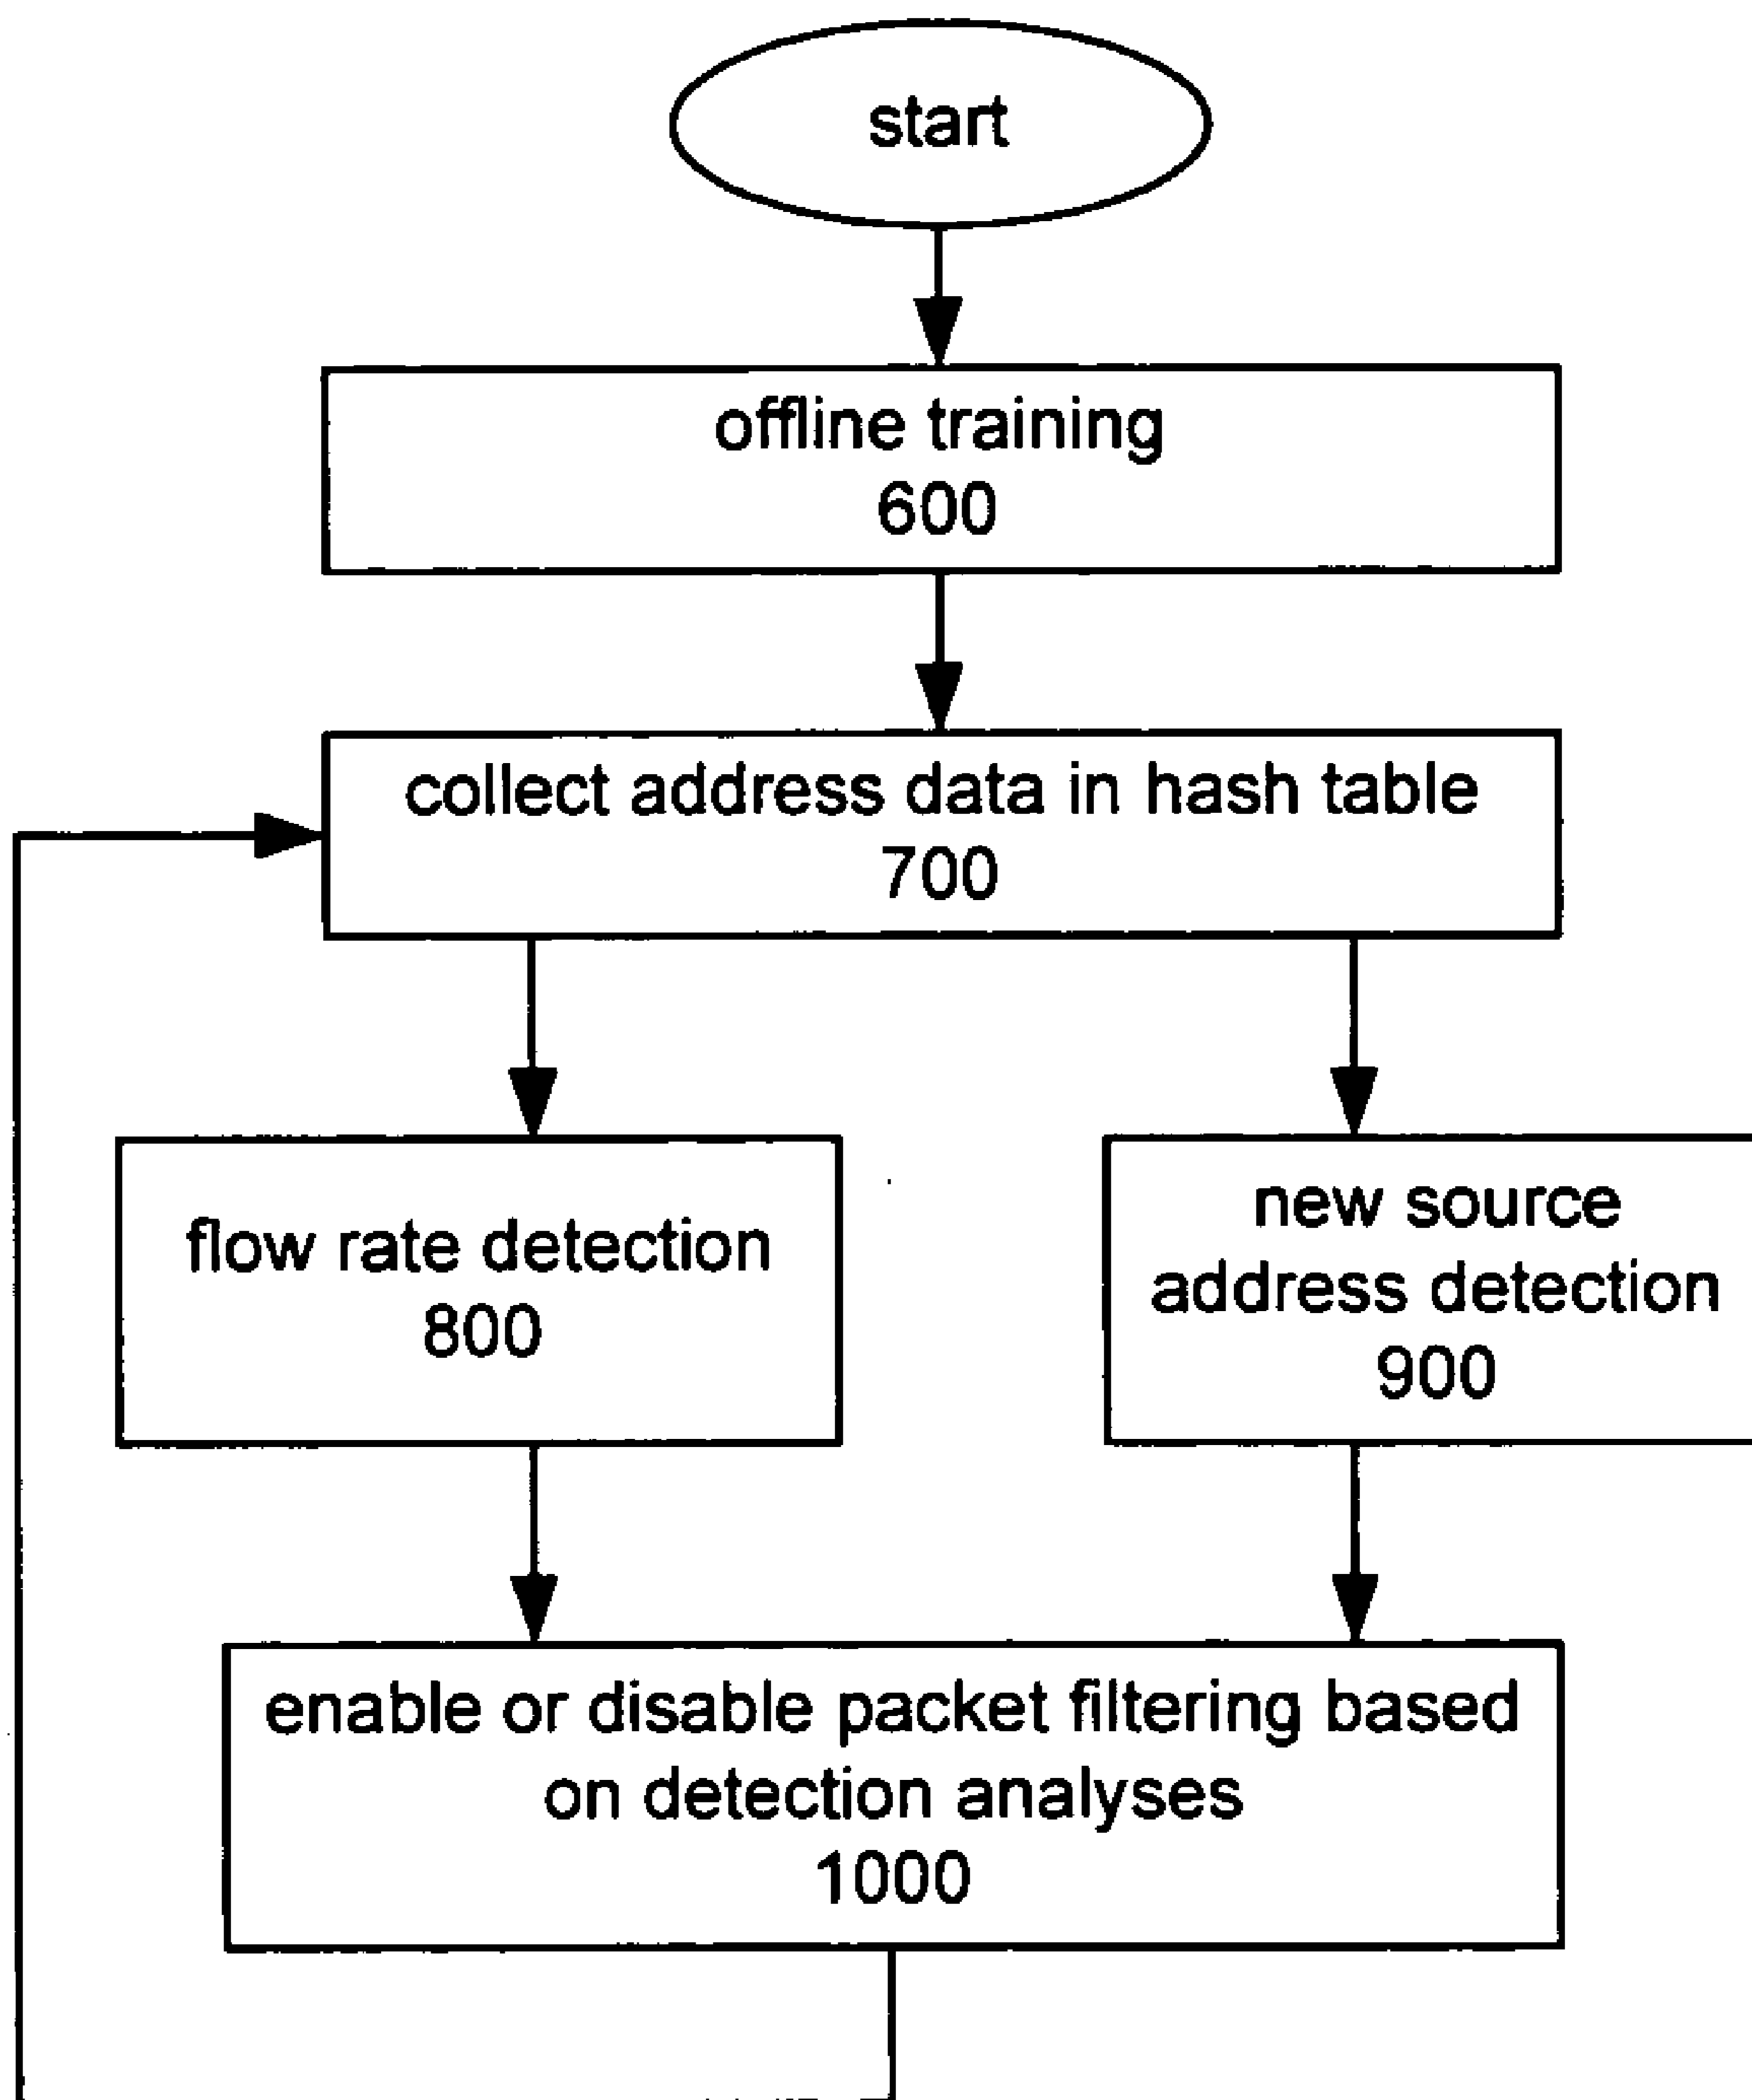 start
offline training
600
collect address data in hash table
700
flow rate detection
800
new source
address detection
900
enable or disable packet filtering based
on detection analyses
1000